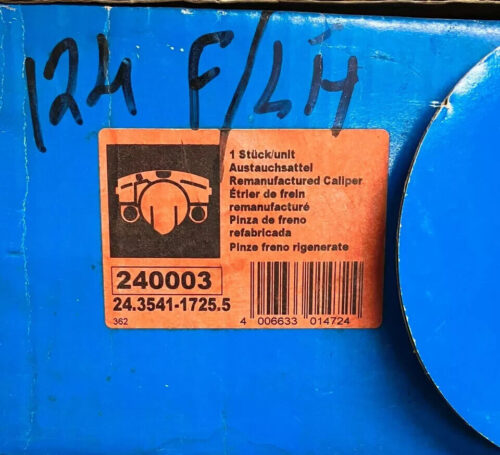 124 F/LH
1 Stück/unit
Austauschsattel
Remanufactured Caliper
Étrier de frein
remanufacturé
Pinza de freno
refabricada
Pinze freno rigenerate
240003
24.3541-1725.5
362
4 006633 014724